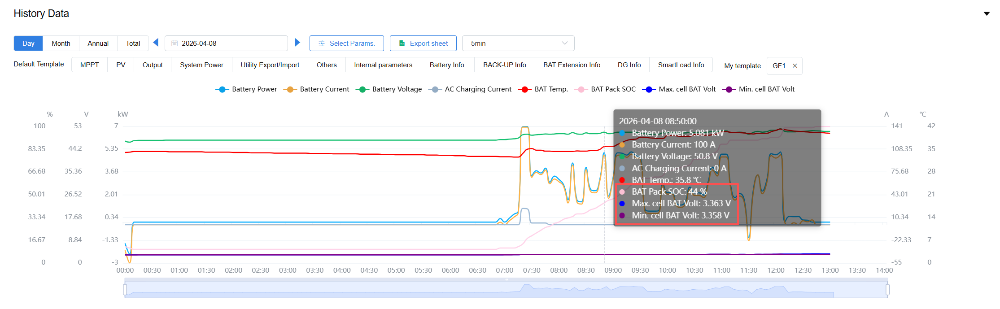 History Data
Day Month Annual Total 2026-04-08 Select Params. Export sheet 5min
Default Template MPPT PV Output System Power Utility Export/Import Others Internal parameters Battery Info. BACK-UP Info BAT Extension Info DG Info SmartLoad Info My template GF1 ×
Battery Power Battery Current Battery Voltage AC Charging Current BAT Temp. BAT Pack SOC Max. cell BAT Volt Min. cell BAT Volt
% V kW A ℃
100 53 7 141 42
83.35 44.2 5.35 108.35 35
66.68 35.36 3.68 75.68 28
50.01 26.52 2.01 43.01 21
33.34 17.68 0.34 10.34 14
16.67 8.84 -1.33 -22.33 7
0 0 -3 -55 0
2026-04-08 08:50:00
Battery Power: 5.081 kW
Battery Current: 100 A
Battery Voltage: 50.8 V
AC Charging Current: 0 A
BAT Temp.: 35.8 ℃
BAT Pack SOC: 44 %
Max. cell BAT Volt: 3.363 V
Min. cell BAT Volt: 3.358 V
00:00 00:30 01:00 01:30 02:00 02:30 03:00 03:30 04:00 04:30 05:00 05:30 06:00 06:30 07:00 07:30 08:00 08:30 09:00 09:30 10:00 10:30 11:00 11:30 12:00 12:30 13:00 13:30 14:00